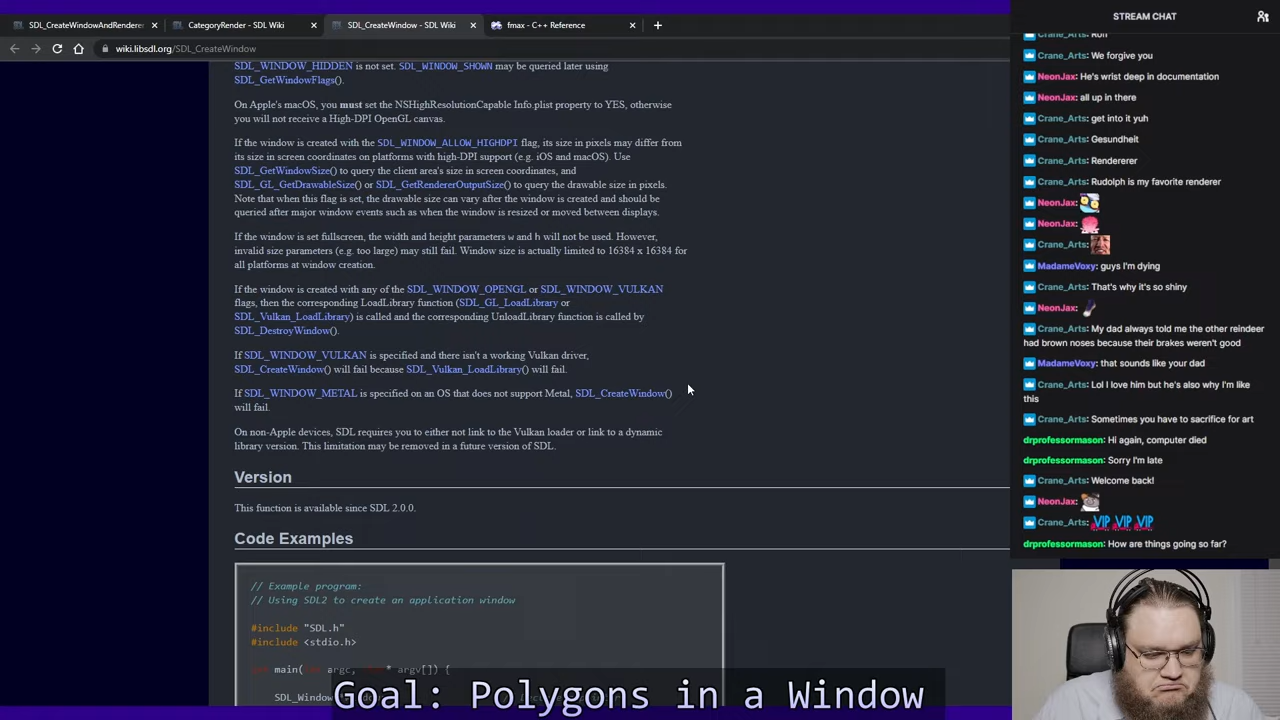 SDL_CreateWindowAndRendere
CategoryRender - SDL Wiki
SDL_CreateWindow - SDL Wiki
fmax - C++ Reference
wiki.libsdl.org/SDL_CreateWindow
SDL_WINDOW_HIDDEN is not set. SDL_WINDOW_SHOWN may be queried later using
SDL_GetWindowFlags().
On Apple's macOS, you must set the NSHighResolutionCapable Info.plist property to YES, otherwise
you will not receive a High-DPI OpenGL canvas.
If the window is created with the SDL_WINDOW_ALLOW_HIGHDPI flag, its size in pixels may differ from
its size in screen coordinates on platforms with high-DPI support (e.g. iOS and macOS). Use
SDL_GetWindowSize() to query the client area's size in screen coordinates, and
SDL_GL_GetDrawableSize() or SDL_GetRendererOutputSize() to query the drawable size in pixels.
Note that when this flag is set, the drawable size can vary after the window is created and should be
queried after major window events such as when the window is resized or moved between displays.
If the window is set fullscreen, the width and height parameters w and h will not be used. However,
invalid size parameters (e.g. too large) may still fail. Window size is actually limited to 16384 x 16384 for
all platforms at window creation.
If the window is created with any of the SDL_WINDOW_OPENGL or SDL_WINDOW_VULKAN
flags, then the corresponding LoadLibrary function (SDL_GL_LoadLibrary or
SDL_Vulkan_LoadLibrary) is called and the corresponding UnloadLibrary function is called by
SDL_DestroyWindow().
If SDL_WINDOW_VULKAN is specified and there isn't a working Vulkan driver,
SDL_CreateWindow() will fail because SDL_Vulkan_LoadLibrary() will fail.
If SDL_WINDOW_METAL is specified on an OS that does not support Metal, SDL_CreateWindow()
will fail.
On non-Apple devices, SDL requires you to either not link to the Vulkan loader or link to a dynamic
library version. This limitation may be removed in a future version of SDL.
Version
This function is available since SDL 2.0.0.
Code Examples
// Example program:
// Using SDL2 to create an application window
#include "SDL.h"
#include <stdio.h>
main( argc, * argv[]) {
SDL_Window
Goal: Polygons in a Window
STREAM CHAT
Crane_Arts: Ron
Crane_Arts: We forgive you
NeonJax: He's wrist deep in documentation
NeonJax: all up in there
Crane_Arts: get into it yuh
Crane_Arts: Gesundheit
Crane_Arts: Rendererer
Crane_Arts: Rudolph is my favorite renderer
NeonJax:
NeonJax:
Crane_Arts:
MadameVoxy: guys I'm dying
Crane_Arts: That's why it's so shiny
NeonJax:
Crane_Arts: My dad always told me the other reindeer
had brown noses because their brakes weren't good
MadameVoxy: that sounds like your dad
Crane_Arts: Lol I love him but he's also why I'm like
this
Crane_Arts: Sometimes you have to sacrifice for art
drprofessormason: Hi again, computer died
drprofessormason: Sorry I'm late
Crane_Arts: Welcome back!
NeonJax:
Crane_Arts: VIP VIP VIP
drprofessormason: How are things going so far?